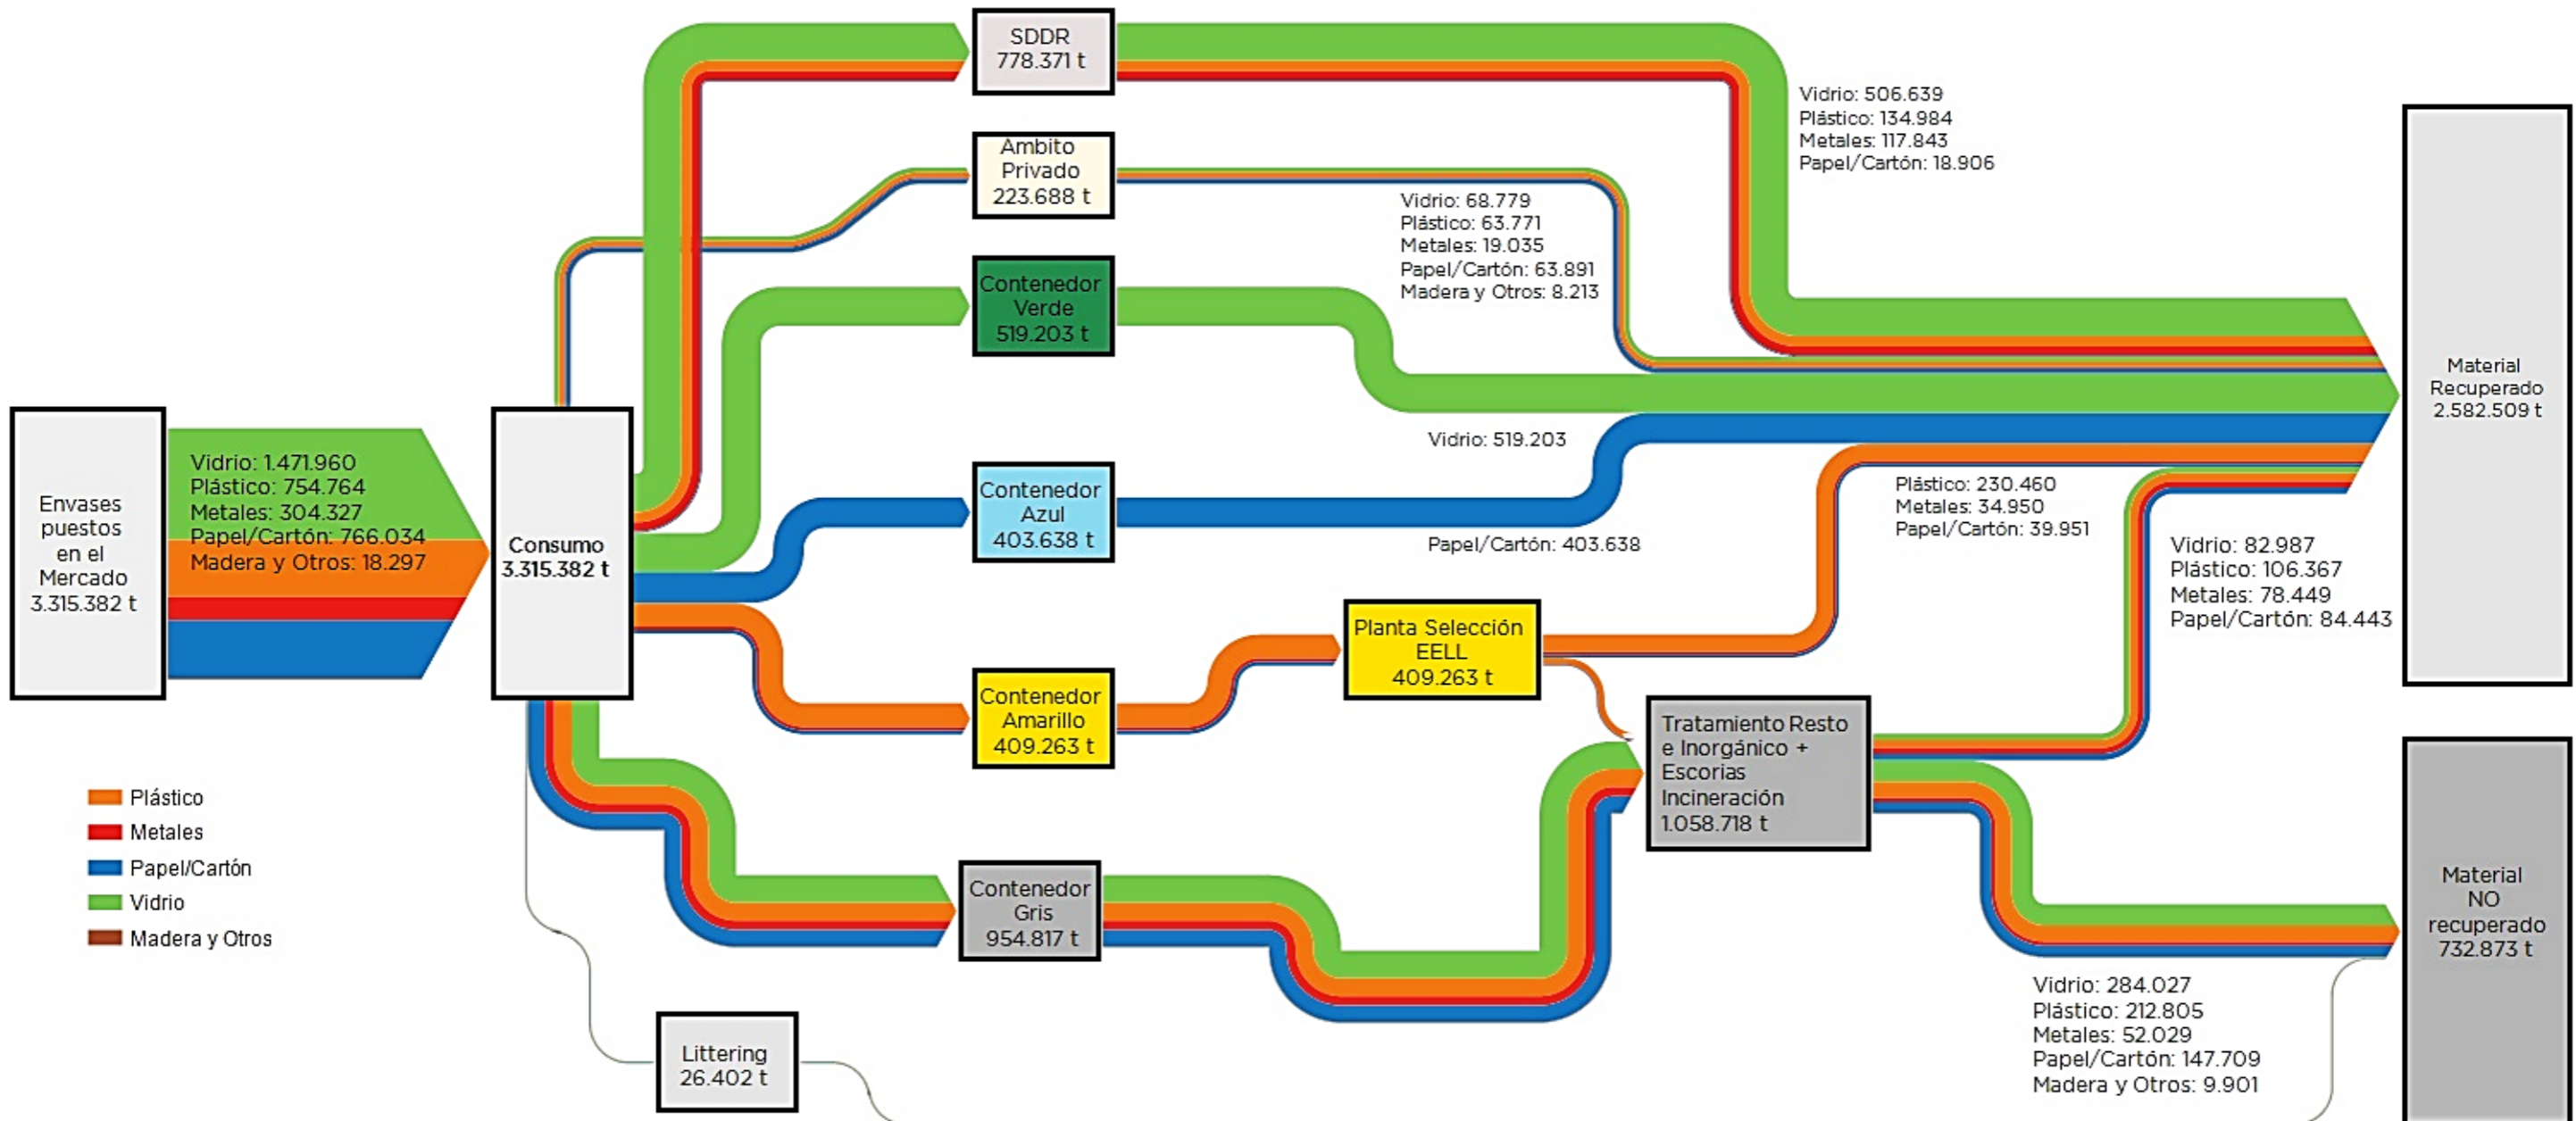 SDDR
778.371 t
Vidrio: 506.639
Plástico: 134.984
Metales: 117.843
Papel/Cartón: 18.906
Ambito
Privado
223.688 t
Vidrio: 68.779
Plástico: 63.771
Metales: 19.035
Papel/Cartón: 63.891
Madera y Otros: 8.213
Contenedor
Verde
519.203 t
Vidrio: 519.203
Material
Recuperado
2.582.509 t
Envases
puestos
en el
Mercado
3.315.382 t
Vidrio: 1.471.960
Plástico: 754.764
Metales: 304.327
Papel/Cartón: 766.034
Madera y Otros: 18.297
Consumo
3.315.382 t
Contenedor
Azul
403.638 t
Papel/Cartón: 403.638
Plástico: 230.460
Metales: 34.950
Papel/Cartón: 39.951
Vidrio: 82.987
Plástico: 106.367
Metales: 78.449
Papel/Cartón: 84.443
Planta Selección
EELL
409.263 t
Contenedor
Amarillo
409.263 t
Tratamiento Resto
e Inorgánico +
Escorias
Incineración
1.058.718 t
Plástico
Metales
Papel/Cartón
Vidrio
Madera y Otros
Contenedor
Gris
954.817 t
Material
NO
recuperado
732.873 t
Vidrio: 284.027
Plástico: 212.805
Metales: 52.029
Papel/Cartón: 147.709
Madera y Otros: 9.901
Littering
26.402 t